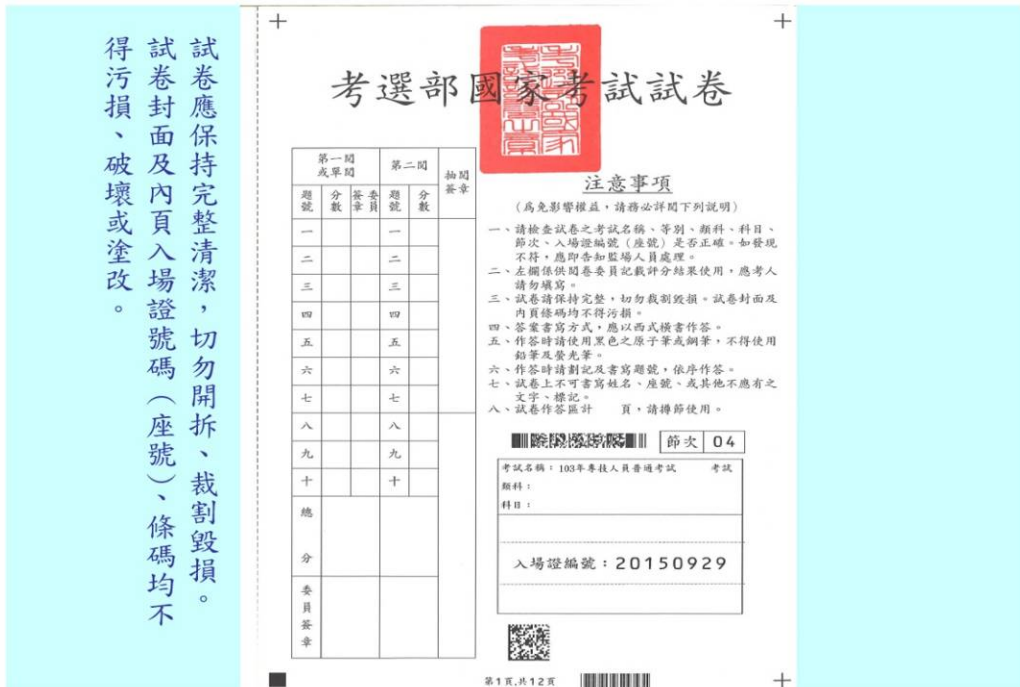 試卷應保持完整清潔，切勿開拆、裁割毀損。
試卷封面及內頁入場證號碼（座號）、條碼均不
得污損、破壞或塗改。
考選部國家考試試卷
第一閱
或單閱
第二閱
抽閱
簽章
題號
分數
簽章
委員
題號
分數
一 一
二 二
三 三
四 四
五 五
六 六
七 七
八 八
九 九
十 十
總分
委員簽章
注意事項
（為免影響權益，請務必詳閱下列說明）
一、請檢查試卷之考試名稱、等別、類科、科目、
節次、入場證編號（座號）是否正確。如發現
不符，應即告知監場人員處理。
二、左欄係供閱卷委員記載評分結果使用，應考人
請勿填寫。
三、試卷請保持完整，切勿裁割毀損。試卷封面及
內頁條碼均不得污損。
四、答案書寫方式，應以西式橫書作答。
五、作答時請使用黑色之原子筆或鋼筆，不得使用
鉛筆及螢光筆。
六、作答時請劃記及書寫題號，依序作答。
七、試卷上不可書寫姓名、座號、或其他不應有之
文字、標記。
八、試卷作答區計　　頁，請撙節使用。
節次 04
考試名稱：103年專技人員普通考試 考試
類科：
科目：
入場證編號：20150929
第1頁,共12頁